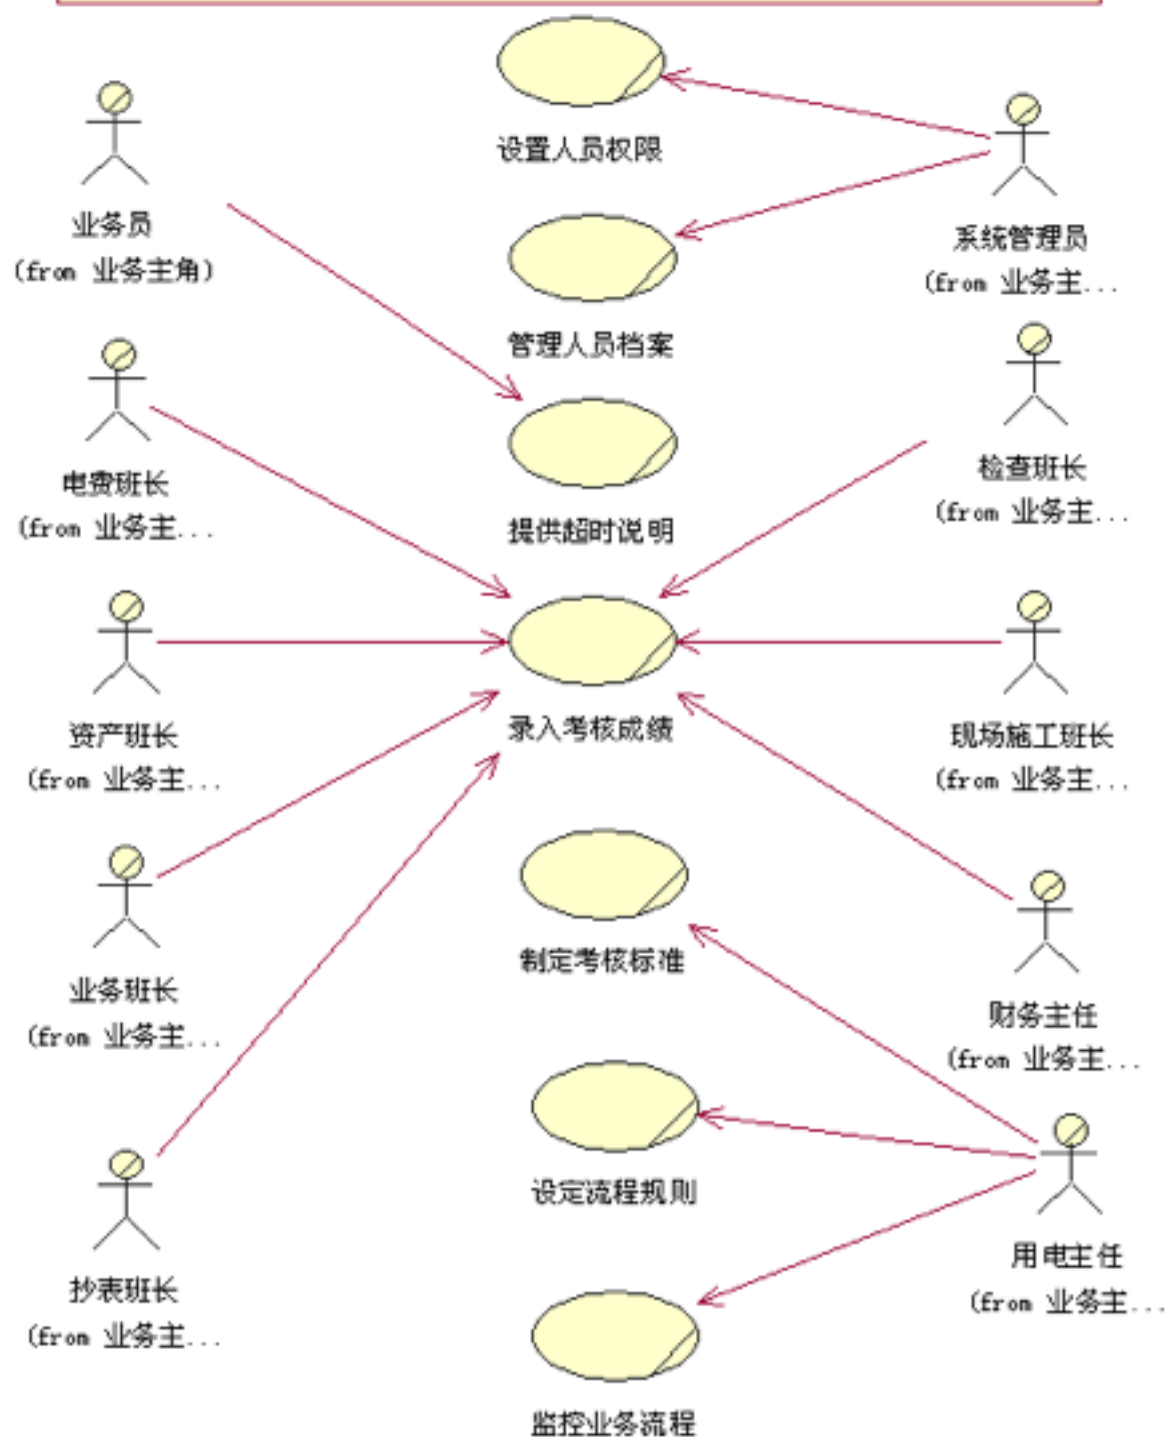 设置人员权限
业务员
(from 业务主角)
系统管理员
(from 业务主...
管理人员档案
电费班长
(from 业务主...
检查班长
(from 业务主...
提供超时说明
资产班长
(from 业务主...
录入考核成绩
现场施工班长
(from 业务主...
业务班长
(from 业务主...
制定考核标准
财务主任
(from 业务主...
设定流程规则
抄表班长
(from 业务主...
用电主任
(from 业务主...
监控业务流程